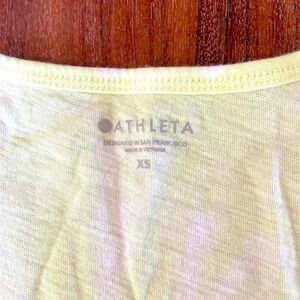 ATHLETA
DESIGNED IN SAN FRANCISCO
MADE IN VIETNAM
XS